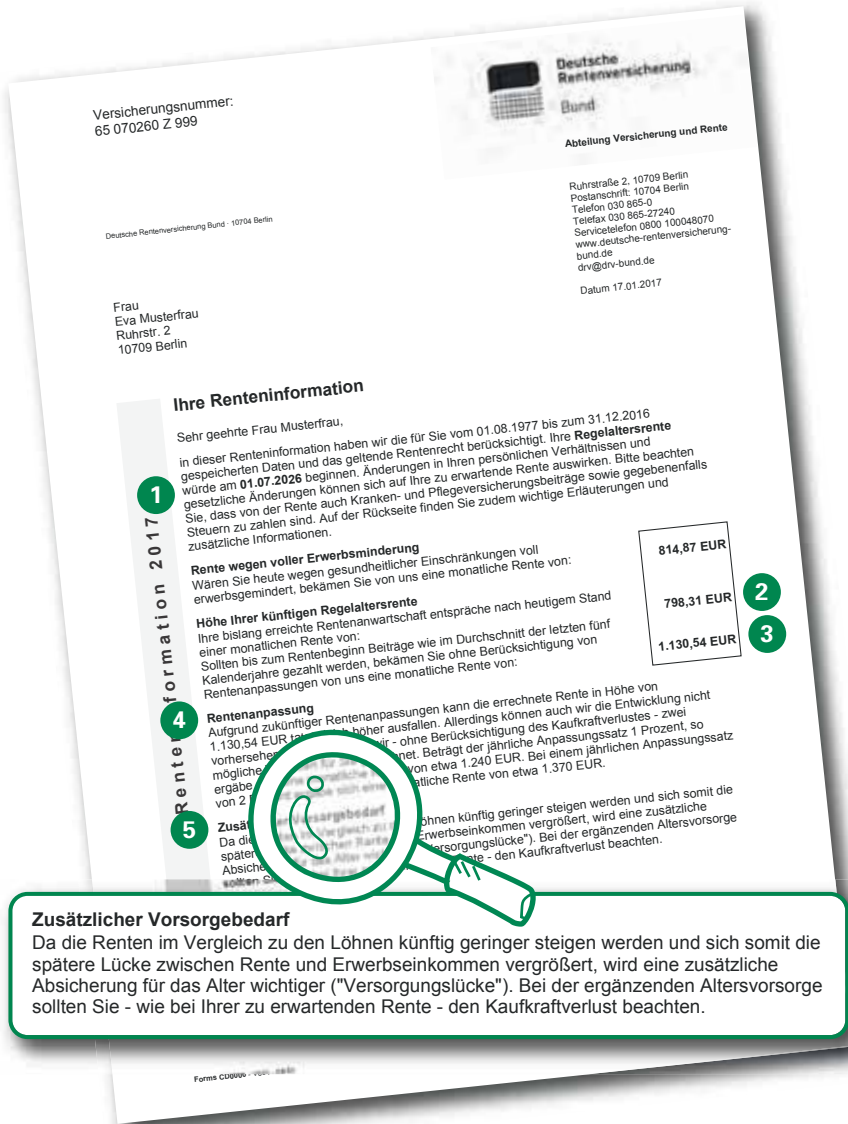 Versicherungsnummer:
65 070260 Z 999
Deutsche
Rentenversicherung
Bund
Abteilung Versicherung und Rente
Ruhrstraße 2, 10709 Berlin
Postanschrift: 10704 Berlin
Telefon 030 865-0
Telefax 030 865-27240
Servicetelefon 0800 100048070
www.deutsche-rentenversicherung-
bund.de
drv@drv-bund.de
Datum 17.01.2017
Deutsche Rentenversicherung Bund · 10704 Berlin
Frau
Eva Musterfrau
Ruhrstr. 2
10709 Berlin
Ihre Renteninformation
Sehr geehrte Frau Musterfrau,
in dieser Renteninformation haben wir die für Sie vom 01.08.1977 bis zum 31.12.2016
gespeicherten Daten und das geltende Rentenrecht berücksichtigt. Ihre Regelaltersrente
würde am 01.07.2026 beginnen. Änderungen in Ihren persönlichen Verhältnissen und
gesetzliche Änderungen können sich auf Ihre zu erwartende Rente auswirken. Bitte beachten
Sie, dass von der Rente auch Kranken- und Pflegeversicherungsbeiträge sowie gegebenenfalls
Steuern zu zahlen sind. Auf der Rückseite finden Sie zudem wichtige Erläuterungen und
zusätzliche Informationen.
1
Rente wegen voller Erwerbsminderung
Wären Sie heute wegen gesundheitlicher Einschränkungen voll
erwerbsgemindert, bekämen Sie von uns eine monatliche Rente von:
814,87 EUR
Höhe Ihrer künftigen Regelaltersrente
Ihre bislang erreichte Rentenanwartschaft entspräche nach heutigem Stand
einer monatlichen Rente von:
798,31 EUR
2
Sollten bis zum Rentenbeginn Beiträge wie im Durchschnitt der letzten fünf
Kalenderjahre gezahlt werden, bekämen Sie ohne Berücksichtigung von
Rentenanpassungen von uns eine monatliche Rente von:
1.130,54 EUR
3
4
Rentenanpassung
Aufgrund zukünftiger Rentenanpassungen kann die errechnete Rente in Höhe von
1.130,54 EUR höher ausfallen. Allerdings können auch wir die Entwicklung nicht
vorhersehen wir - ohne Berücksichtigung des Kaufkraftverlustes - zwei
mögliche Beträgt der jährliche Anpassungssatz 1 Prozent, so
ergäbe von etwa 1.240 EUR. Bei einem jährlichen Anpassungssatz
von 2 Rente von etwa 1.370 EUR.
5
Da die Löhnen künftig geringer steigen werden und sich somit die
Erwerbseinkommen vergrößert, wird eine zusätzliche
Bei der ergänzenden Altersvorsorge
sollten - den Kaufkraftverlust beachten.
Zusätzlicher Vorsorgebedarf
Da die Renten im Vergleich zu den Löhnen künftig geringer steigen werden und sich somit die
spätere Lücke zwischen Rente und Erwerbseinkommen vergrößert, wird eine zusätzliche
Absicherung für das Alter wichtiger ("Versorgungslücke"). Bei der ergänzenden Altersvorsorge
sollten Sie - wie bei Ihrer zu erwartenden Rente - den Kaufkraftverlust beachten.
Forms